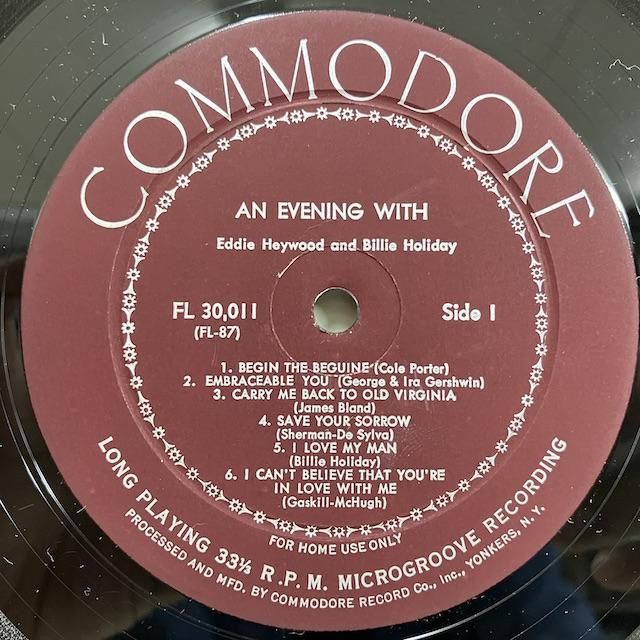 COMMODORE
AN EVENING WITH
Eddie Heywood and Billie Holiday
FL 30,011
(FL-87)
Side 1
1. BEGIN THE BEGUINE (Cole Porter)
2. EMBRACEABLE YOU (George & Ira Gershwin)
3. CARRY ME BACK TO OLD VIRGINIA
(James Bland)
4. SAVE YOUR SORROW
(Sherman-De Sylva)
5. I LOVE MY MAN
(Billie Holiday)
6. I CAN'T BELIEVE THAT YOU'RE
IN LOVE WITH ME
(Gaskill-McHugh)
FOR HOME USE ONLY
LONG PLAYING 33⅓ R.P.M. MICROGROOVE RECORDING
PROCESSED AND MFD. BY COMMODORE RECORD Co., Inc., YONKERS, N.Y.